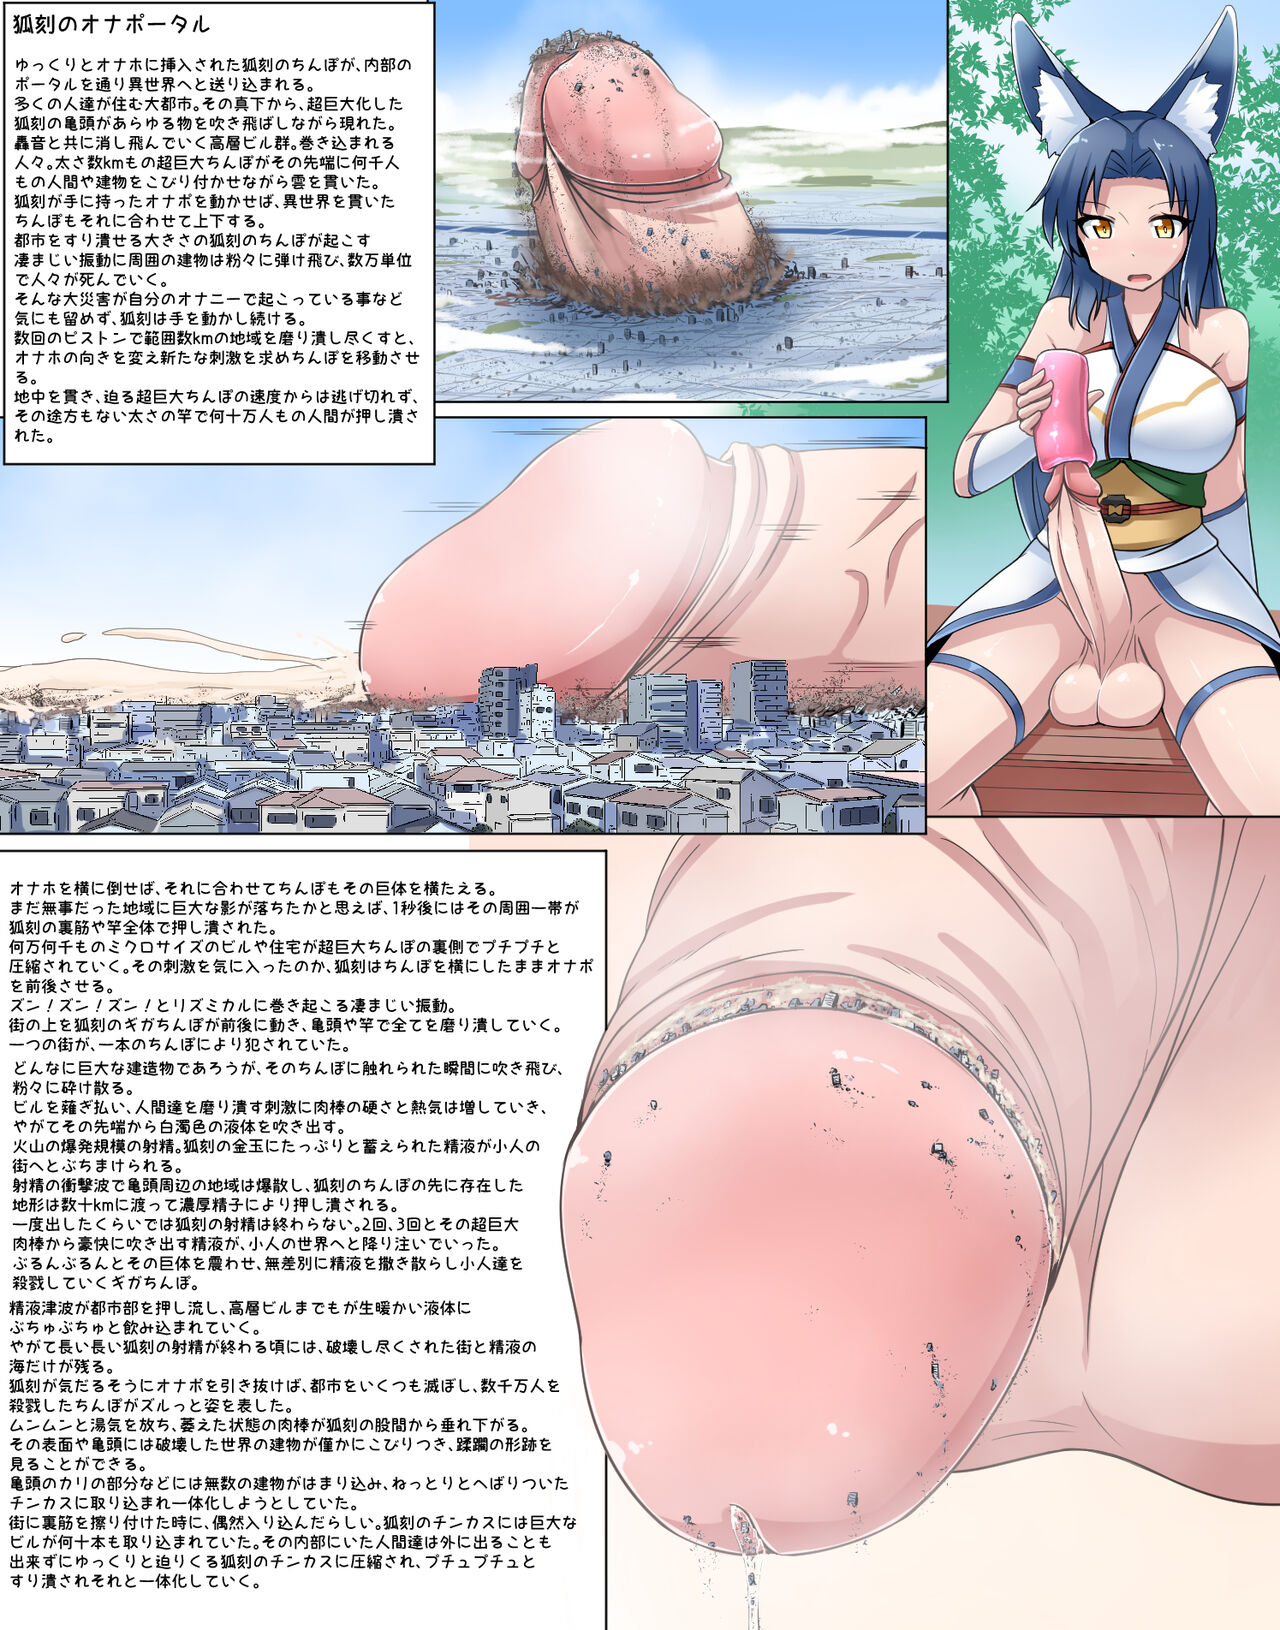 狐刻のオナポータル
ゆっくりとオナホに挿入された狐刻のちんぽが、内部の
ポータルを通り異世界へと送り込まれる。
多くの人達が住む大都市。その真下から、超巨大化した
狐刻の亀頭があらゆる物を吹き飛ばしながら現れた。
轟音と共に消し飛んでいく高層ビル群。巻き込まれる
人々。太さ数kmもの超巨大ちんぽがその先端に何千人
もの人間や建物をこびり付かせながら雲を貫いた。
狐刻が手に持ったオナポを動かせば、異世界を貫いた
ちんぽもそれに合わせて上下する。
都市をすり潰せる大きさの狐刻のちんぽが起こす
凄まじい振動に周囲の建物は粉々に弾け飛び、数万単位
で人々が死んでいく。
そんな大災害が自分のオナニーで起こっている事など
気にも留めず、狐刻は手を動かし続ける。
数回のピストンで範囲数kmの地域を磨り潰し尽くすと、
オナホの向きを変え新たな刺激を求めちんぽを移動させ
る。
地中を貫き、迫る超巨大ちんぽの速度からは逃げ切れず、
その途方もない太さの竿で何十万人もの人間が押し潰さ
れた。
オナホを横に倒せば、それに合わせてちんぽもその巨体を横たえる。
まだ無事だった地域に巨大な影が落ちたかと思えば、1秒後にはその周囲一帯が
狐刻の裏筋や竿全体で押し潰された。
何万何千ものミクロサイズのビルや住宅が超巨大ちんぽの裏側でプチプチと
圧縮されていく。その刺激を気に入ったのか、狐刻はちんぽを横にしたままオナポ
を前後させる。
ズン！ズン！ズン！とリズミカルに巻き起こる凄まじい振動。
街の上を狐刻のギガちんぽが前後に動き、亀頭や竿で全てを磨り潰していく。
一つの街が、一本のちんぽにより犯されていた。
どんなに巨大な建造物であろうが、そのちんぽに触れられた瞬間に吹き飛び、
粉々に砕け散る。
ビルを薙ぎ払い、人間達を磨り潰す刺激に肉棒の硬さと熱気は増していき、
やがてその先端から白濁色の液体を吹き出す。
火山の爆発規模の射精。狐刻の金玉にたっぷりと蓄えられた精液が小人の
街へとぶちまけられる。
射精の衝撃波で亀頭周辺の地域は爆散し、狐刻のちんぽの先に存在した
地形は数十kmに渡って濃厚精子により押し潰される。
一度出したくらいでは狐刻の射精は終わらない。2回、3回とその超巨大
肉棒から豪快に吹き出す精液が、小人の世界へと降り注いでいった。
ぶるんぶるんとその巨体を震わせ、無差別に精液を撒き散らし小人達を
殺戮していくギガちんぽ。
精液津波が都市部を押し流し、高層ビルまでもが生暖かい液体に
ぶちゅぶちゅと飲み込まれていく。
やがて長い長い狐刻の射精が終わる頃には、破壊し尽くされた街と精液の
海だけが残る。
狐刻が気だるそうにオナポを引き抜けば、都市をいくつも滅ぼし、数千万人を
殺戮したちんぽがズルっと姿を表した。
ムンムンと湯気を放ち、萎えた状態の肉棒が狐刻の股間から垂れ下がる。
その表面や亀頭には破壊した世界の建物が僅かにこびりつき、蹂躙の形跡を
見ることができる。
亀頭のカリの部分などには無数の建物がはまり込み、ねっとりとへばりついた
チンカスに取り込まれ一体化しようとしていた。
街に裏筋を擦り付けた時に、偶然入り込んだらしい。狐刻のチンカスには巨大な
ビルが何十本も取り込まれていた。その内部にいた人間達は外に出ることも
出来ずにゆっくりと迫りくる狐刻のチンカスに圧縮され、プチュプチュと
すり潰されそれと一体化していく。